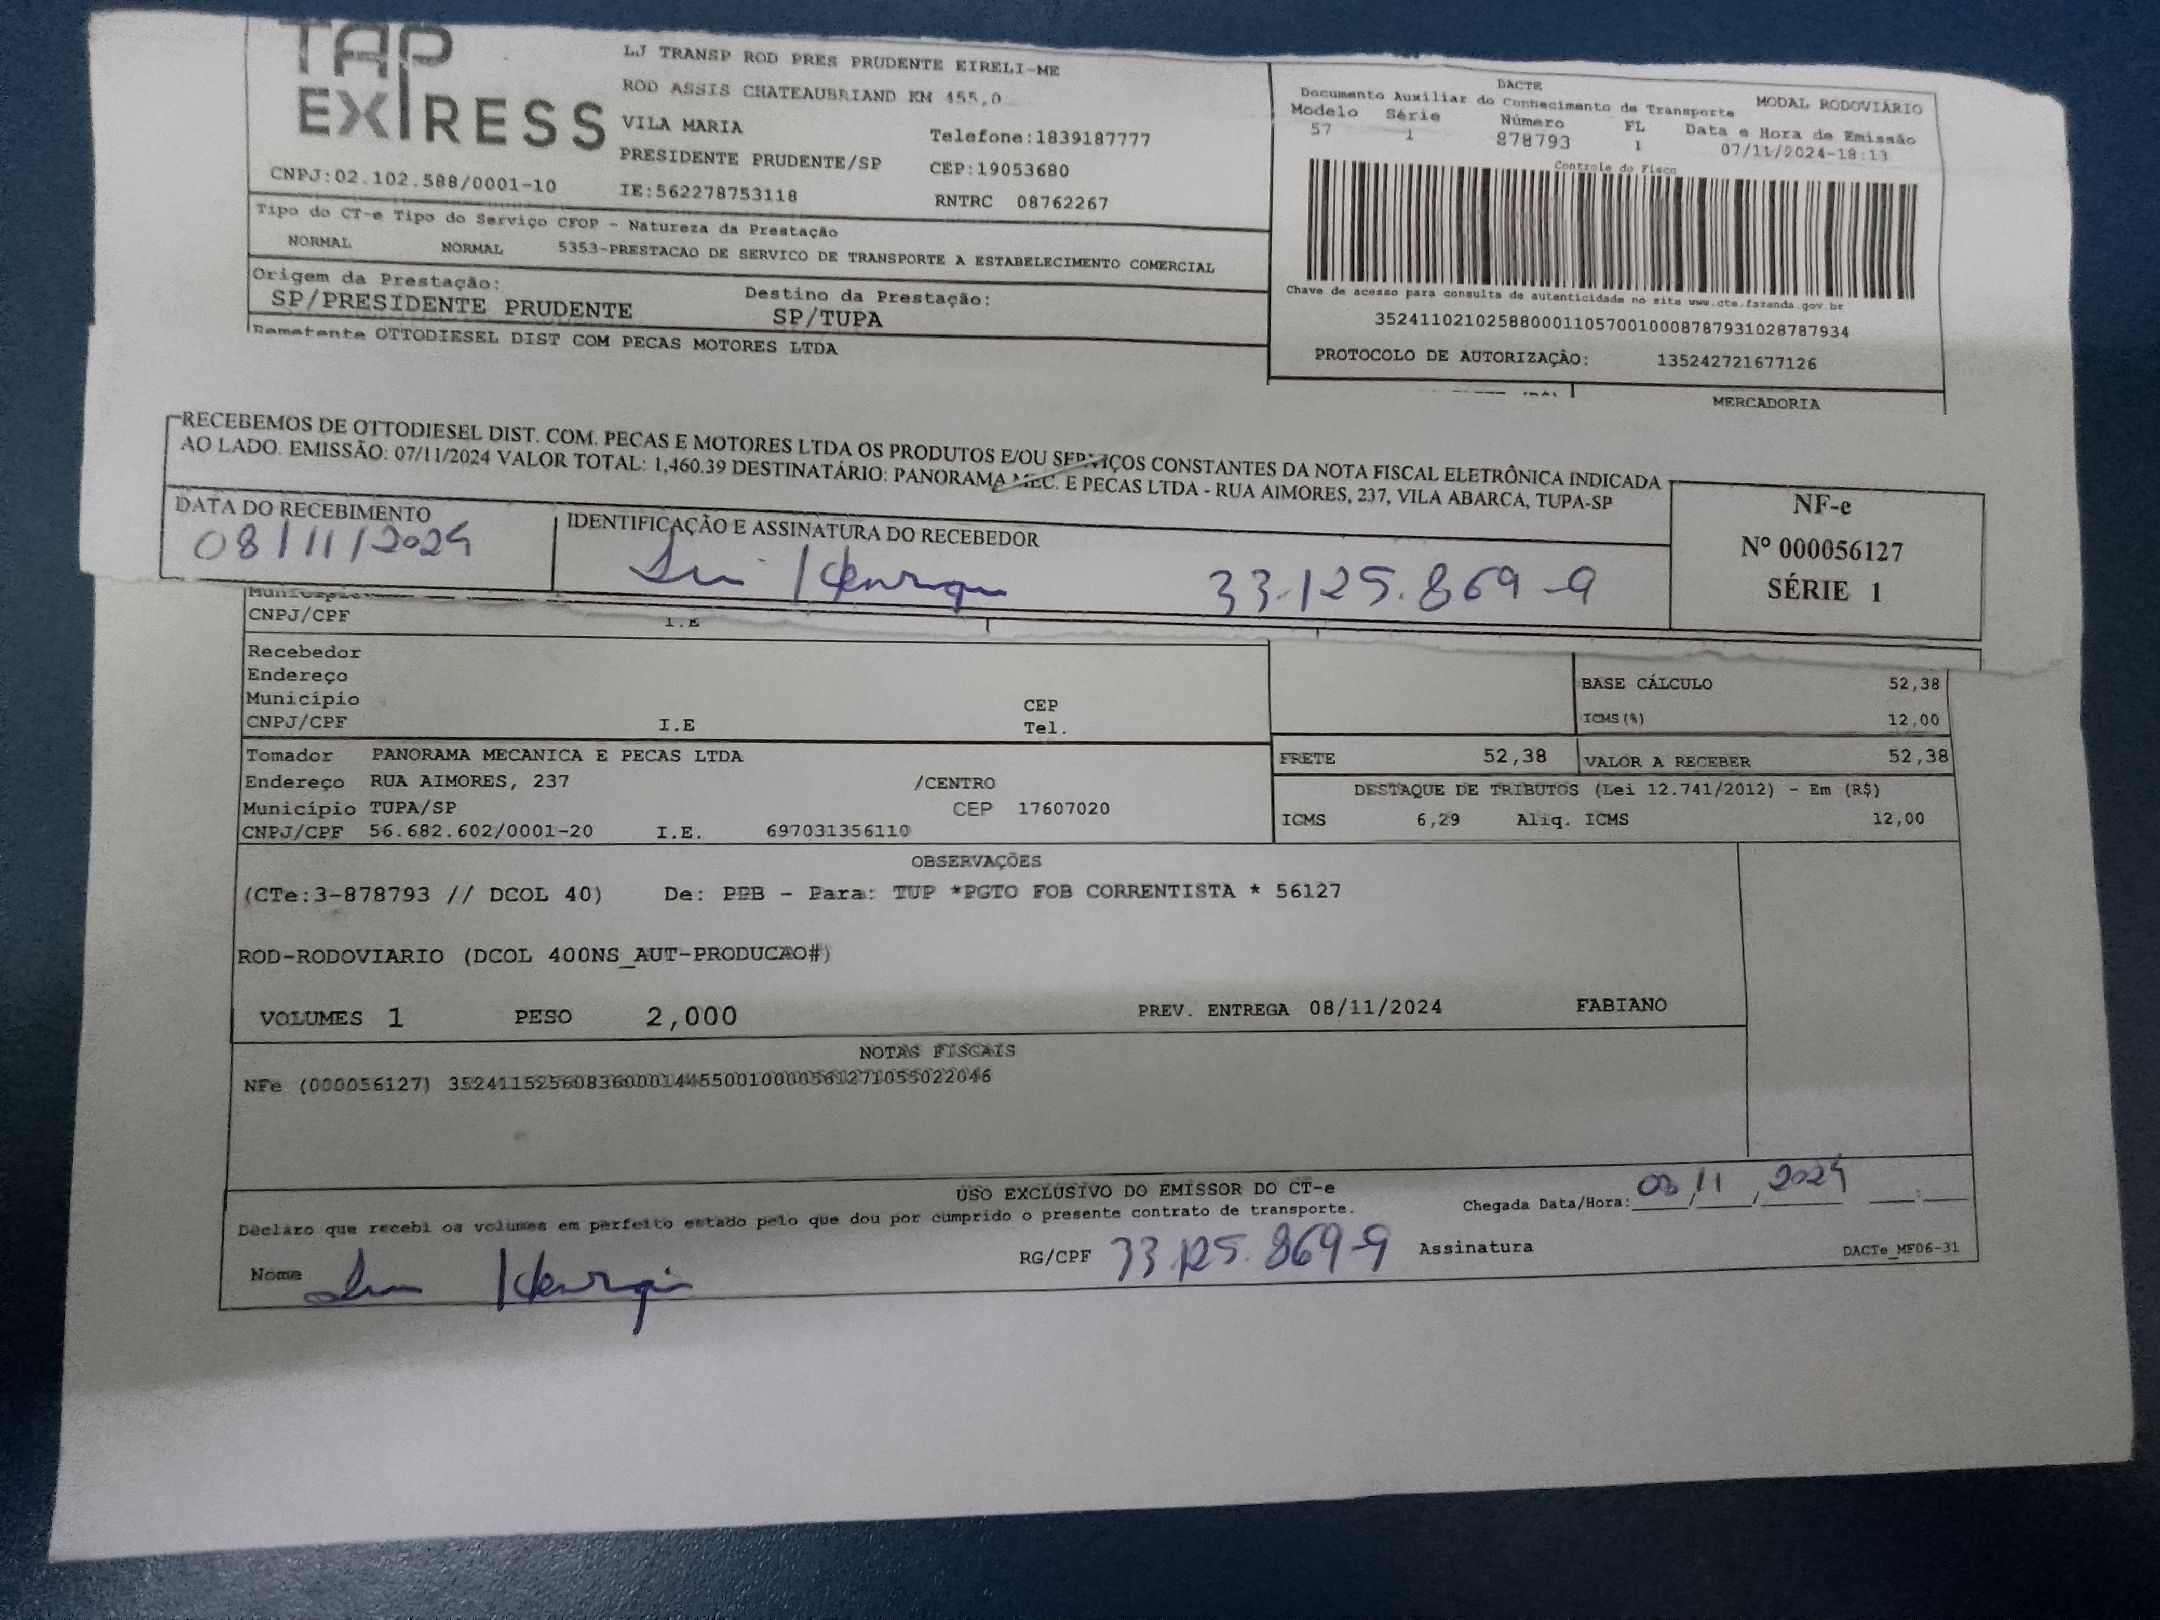 TAP
EXPRESS
LJ TRANSP ROD PRES PRUDENTE EIRELI-ME
ROD ASSIS CHATEAUBRIAND KM 455,0
VILA MARIA
Telefone:1839187777
PRESIDENTE PRUDENTE/SP
CEP:19053680
CNPJ:02.102.588/0001-10
IE:562278753118
RNTRC 08762267
DACTE
Documento Auxiliar do Conhecimento de Transporte
MODAL RODOVIÁRIO
Modelo Série Número FL Data e Hora de Emissão
57 1 878793 1 07/11/2024-18:13
Controle do Fisco
Tipo do CT-e Tipo do Serviço CFOP - Natureza da Prestação
NORMAL NORMAL 5353-PRESTACAO DE SERVICO DE TRANSPORTE A ESTABELECIMENTO COMERCIAL
Origem da Prestação: Destino da Prestação:
SP/PRESIDENTE PRUDENTE SP/TUPA
Chave de acesso para consulta de autenticidade no site www.cte.fazenda.gov.br
35241102102588000110570010008787931028787934
PROTOCOLO DE AUTORIZAÇÃO: 135242721677126
Remetente OTTODIESEL DIST COM PECAS MOTORES LTDA
MERCADORIA
RECEBEMOS DE OTTODIESEL DIST. COM. PECAS E MOTORES LTDA OS PRODUTOS E/OU SERVIÇOS CONSTANTES DA NOTA FISCAL ELETRÔNICA INDICADA
AO LADO. EMISSÃO: 07/11/2024 VALOR TOTAL: 1,460.39 DESTINATÁRIO: PANORAMA MEC. E PECAS LTDA - RUA AIMORES, 237, VILA ABARCA, TUPA-SP
DATA DO RECEBIMENTO
08/11/2024
IDENTIFICAÇÃO E ASSINATURA DO RECEBEDOR
33.125.869-9
NF-e
Nº 000056127
SÉRIE 1
Município
CNPJ/CPF I.E
Recebedor
Endereço
Município CEP
CNPJ/CPF I.E Tel.
BASE CÁLCULO 52,38
ICMS(%) 12,00
Tomador PANORAMA MECANICA E PECAS LTDA
Endereço RUA AIMORES, 237 /CENTRO
Município TUPA/SP CEP 17607020
CNPJ/CPF 56.682.602/0001-20 I.E. 697031356110
FRETE 52,38 VALOR A RECEBER 52,38
DESTAQUE DE TRIBUTOS (Lei 12.741/2012) - Em (R$)
ICMS 6,29 Aliq. ICMS 12,00
OBSERVAÇÕES
(CTe:3-878793 // DCOL 40) De: PPB - Para: TUP *PGTO FOB CORRENTISTA * 56127
ROD-RODOVIARIO (DCOL 400NS_AUT-PRODUCAO#)
VOLUMES 1 PESO 2,000 PREV. ENTREGA 08/11/2024 FABIANO
NOTAS FISCAIS
NFe (000056127) 35241152560836000144550010000561271055022046
USO EXCLUSIVO DO EMISSOR DO CT-e
Declaro que recebi os volumes em perfeito estado pelo que dou por cumprido o presente contrato de transporte.
Chegada Data/Hora: 08/11/2024
Nome
RG/CPF 33.125.869-9 Assinatura
DACTe_MF06-31